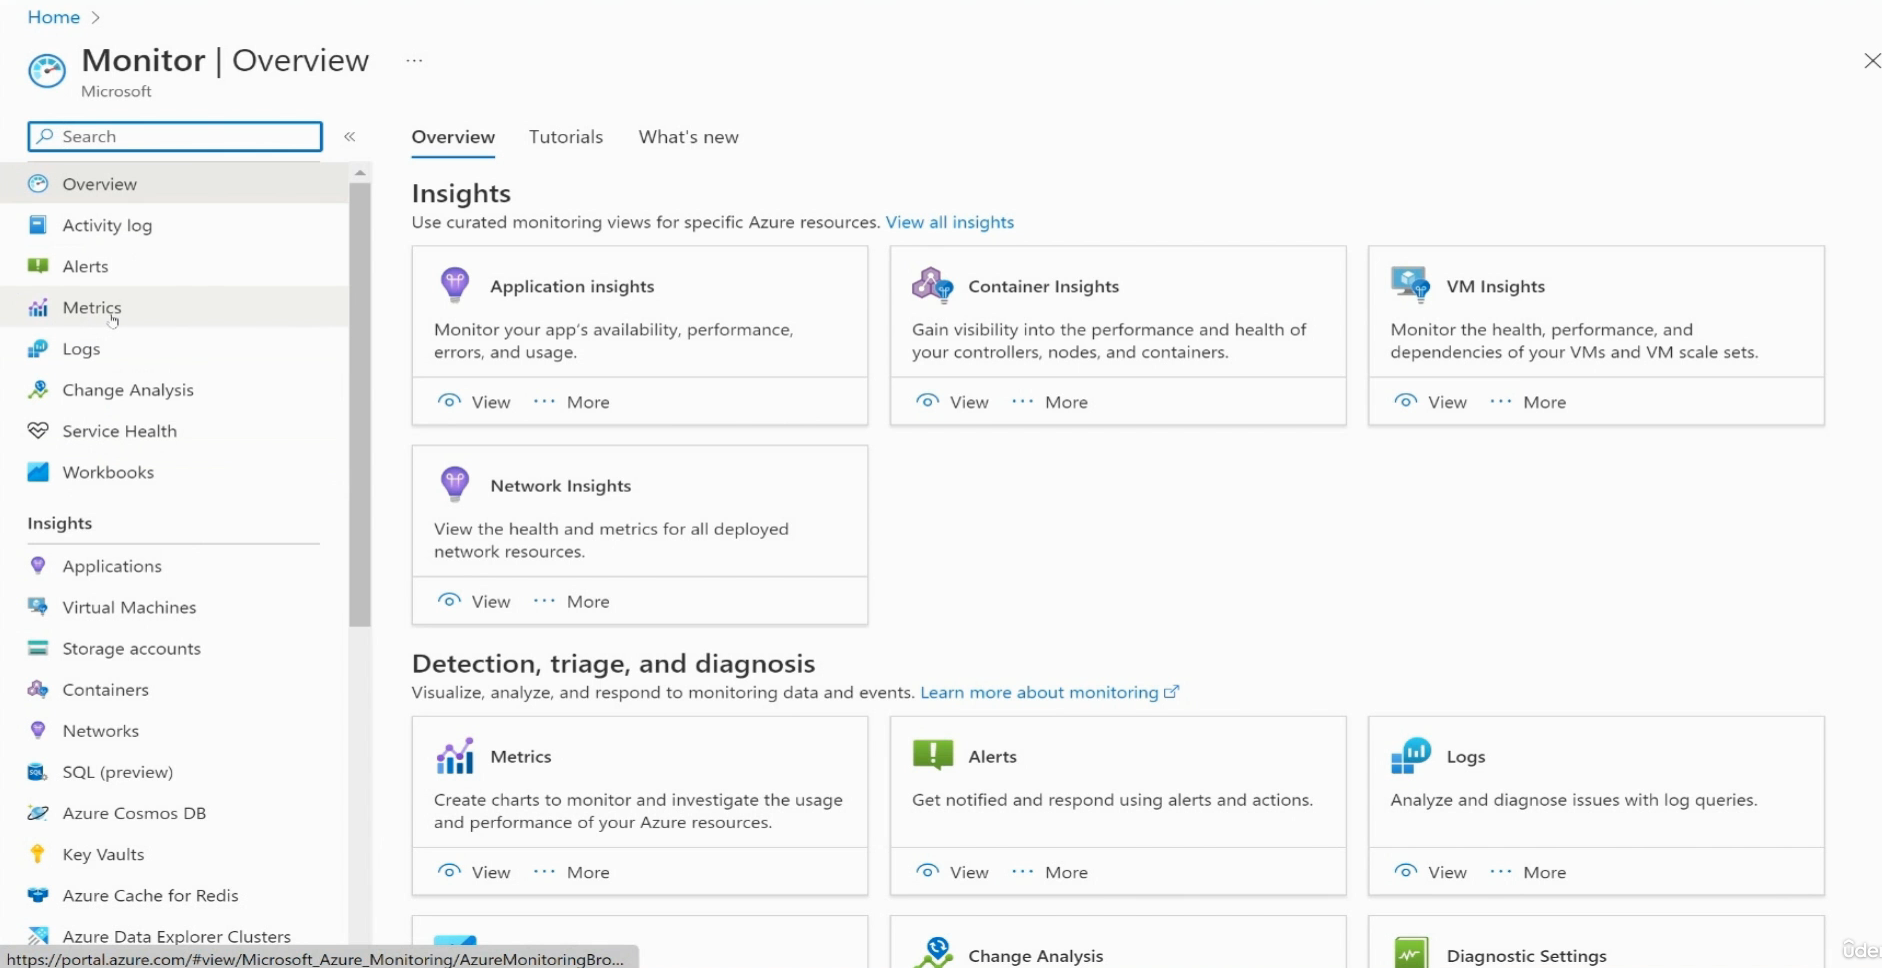 Home >
Monitor | Overview ...
Microsoft
Search «
Overview
Activity log
Alerts
Metrics
Logs
Change Analysis
Service Health
Workbooks
Insights
Applications
Virtual Machines
Storage accounts
Containers
Networks
SQL (preview)
Azure Cosmos DB
Key Vaults
Azure Cache for Redis
Azure Data Explorer Clusters
https://portal.azure.com/#view/Microsoft_Azure_Monitoring/AzureMonitoringBro...
Overview Tutorials What's new
Insights
Use curated monitoring views for specific Azure resources. View all insights
Application insights
Monitor your app's availability, performance,
errors, and usage.
View ... More
Container Insights
Gain visibility into the performance and health of
your controllers, nodes, and containers.
View ... More
VM Insights
Monitor the health, performance, and
dependencies of your VMs and VM scale sets.
View ... More
Network Insights
View the health and metrics for all deployed
network resources.
View ... More
Detection, triage, and diagnosis
Visualize, analyze, and respond to monitoring data and events. Learn more about monitoring
Metrics
Create charts to monitor and investigate the usage
and performance of your Azure resources.
View ... More
Alerts
Get notified and respond using alerts and actions.
View ... More
Logs
Analyze and diagnose issues with log queries.
View ... More
Change Analysis
Diagnostic Settings